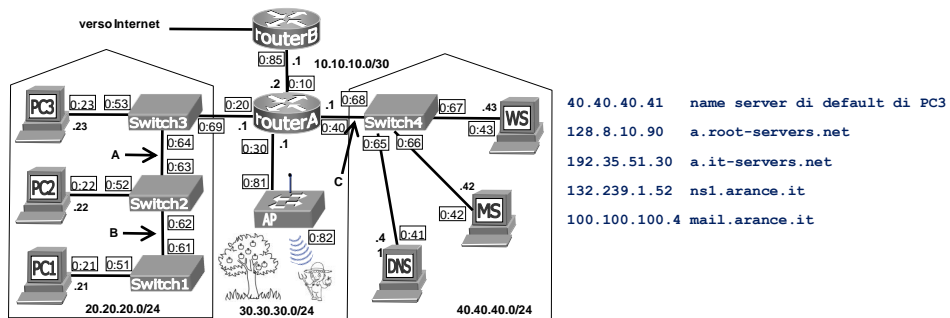 verso Internet
routerB
0:85
.1
10.10.10.0/30
.2
0:10
PC3
0:23
0:53
.23
Switch3
0:69
0:20
.1
routerA
.1
0:40
0:30
.1
0:68
Switch4
0:67
.43
0:43
WS
A
0:64
0:63
0:65
0:66
C
PC2
0:22
0:52
.22
Switch2
0:81
AP
0:82
.42
0:42
MS
B
0:62
0:61
.4
1
0:41
DNS
PC1
0:21
0:51
.21
Switch1
20.20.20.0/24
30.30.30.0/24
40.40.40.0/24
40.40.40.41 name server di default di PC3
128.8.10.90 a.root-servers.net
192.35.51.30 a.it-servers.net
132.239.1.52 ns1.arance.it
100.100.100.4 mail.arance.it